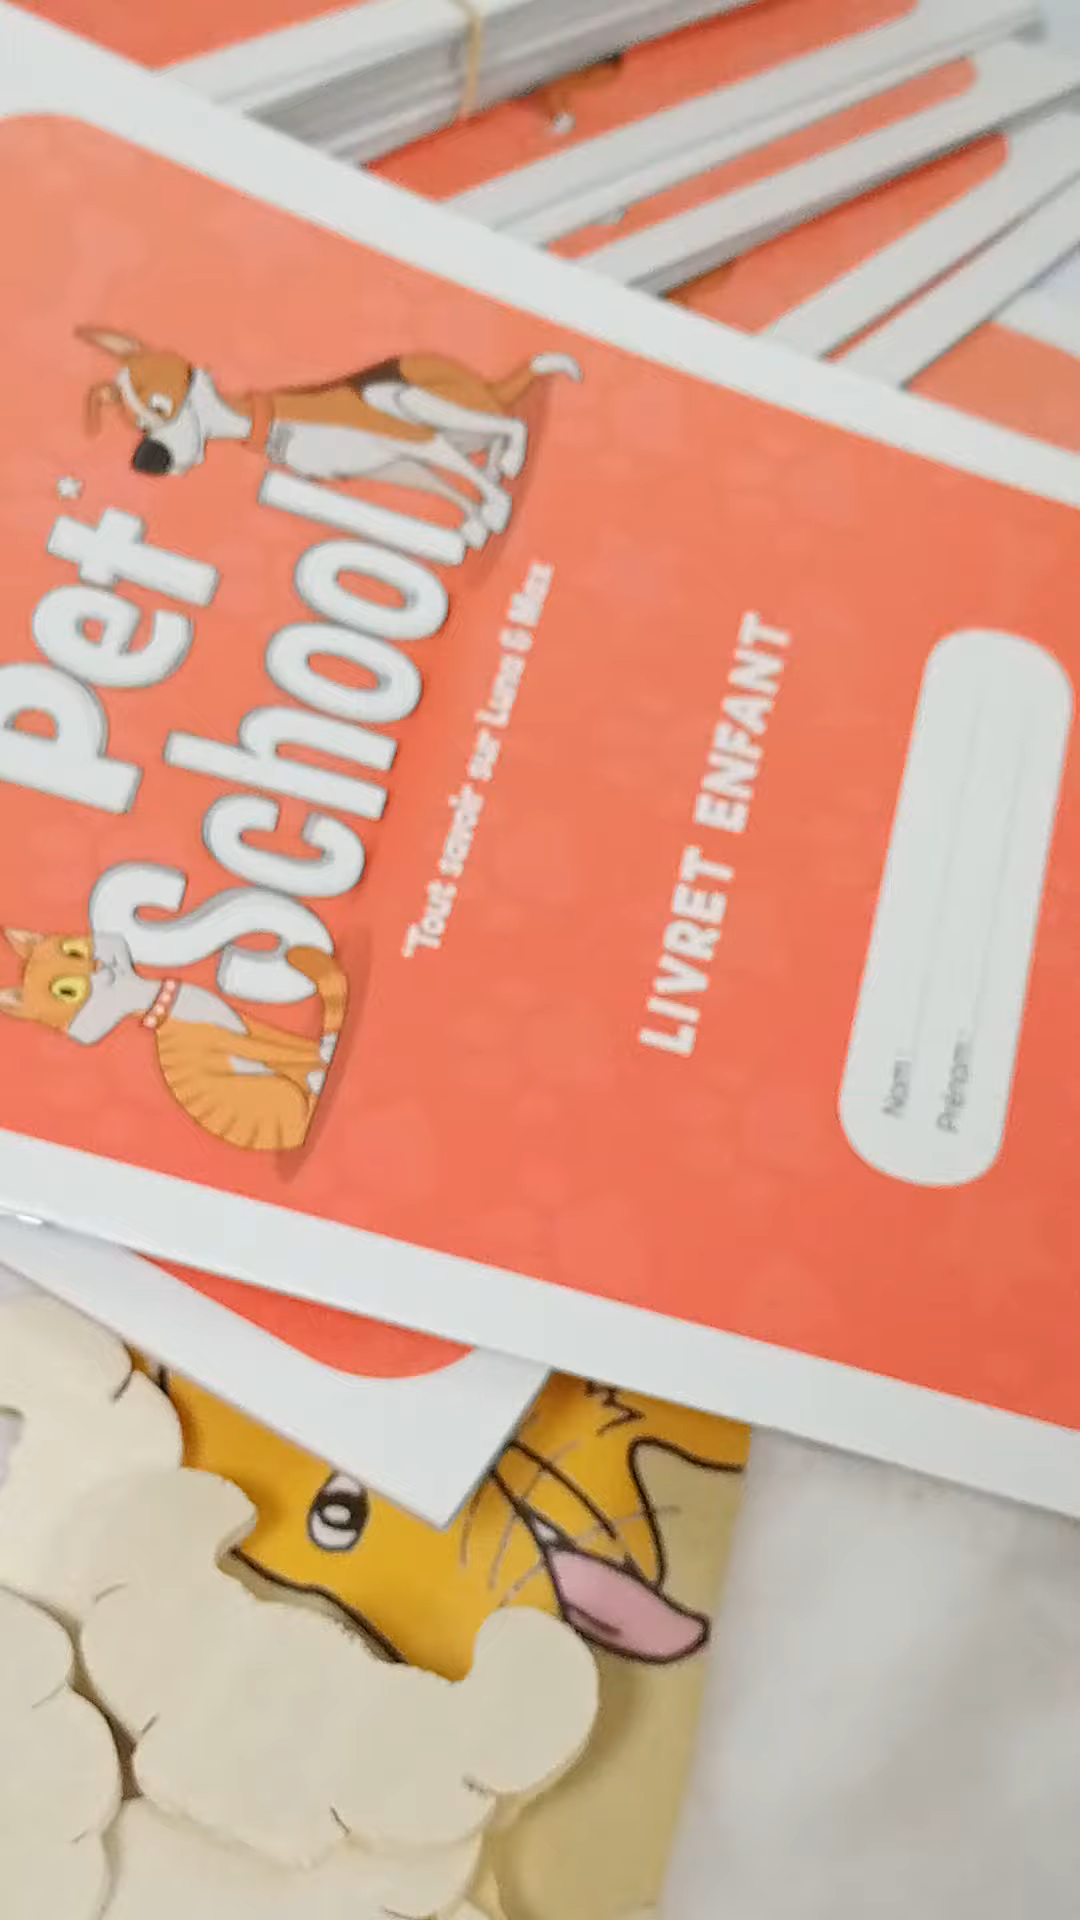 Pet
School
"Tout savoir sur Luna & Max
LIVRET ENFANT
Nom :
Prénom :